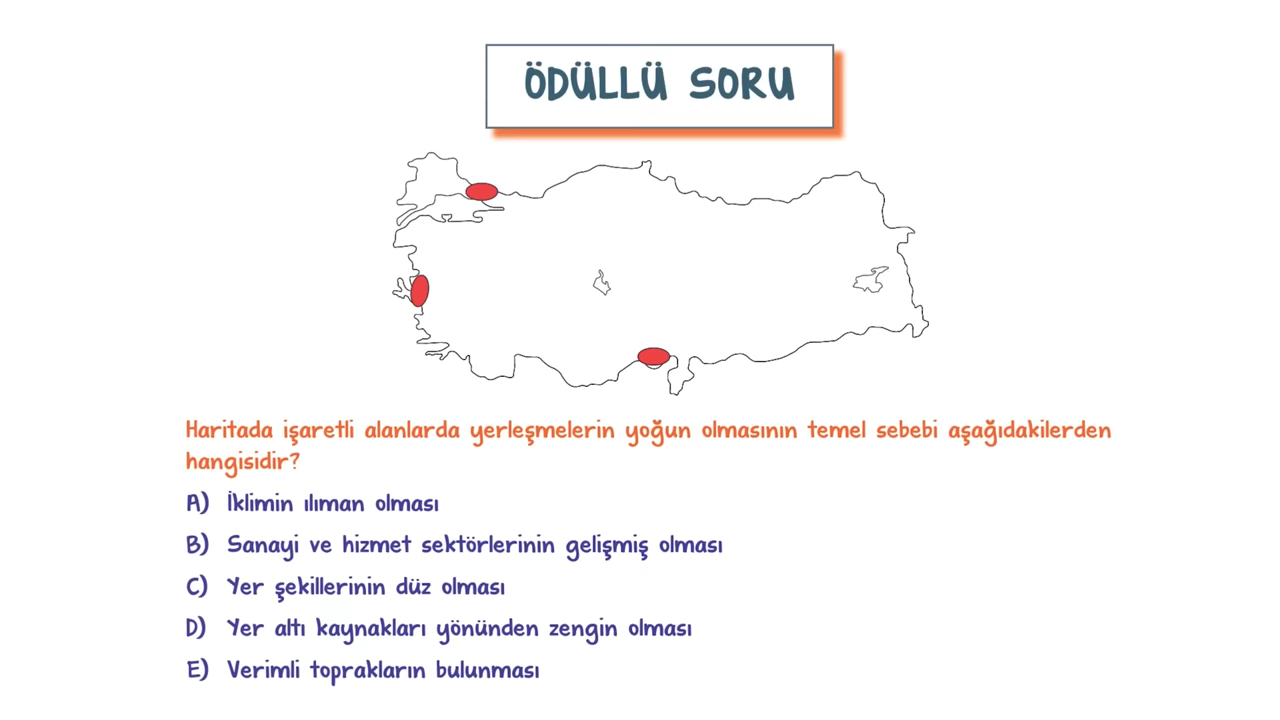 ÖDÜLLÜ SORU
Haritada işaretli alanlarda yerleşmelerin yoğun olmasının temel sebebi aşağıdakilerden
hangisidir?
A) İklimin ılıman olması
B) Sanayi ve hizmet sektörlerinin gelişmiş olması
C) Yer şekillerinin düz olması
D) Yer altı kaynakları yönünden zengin olması
E) Verimli toprakların bulunması